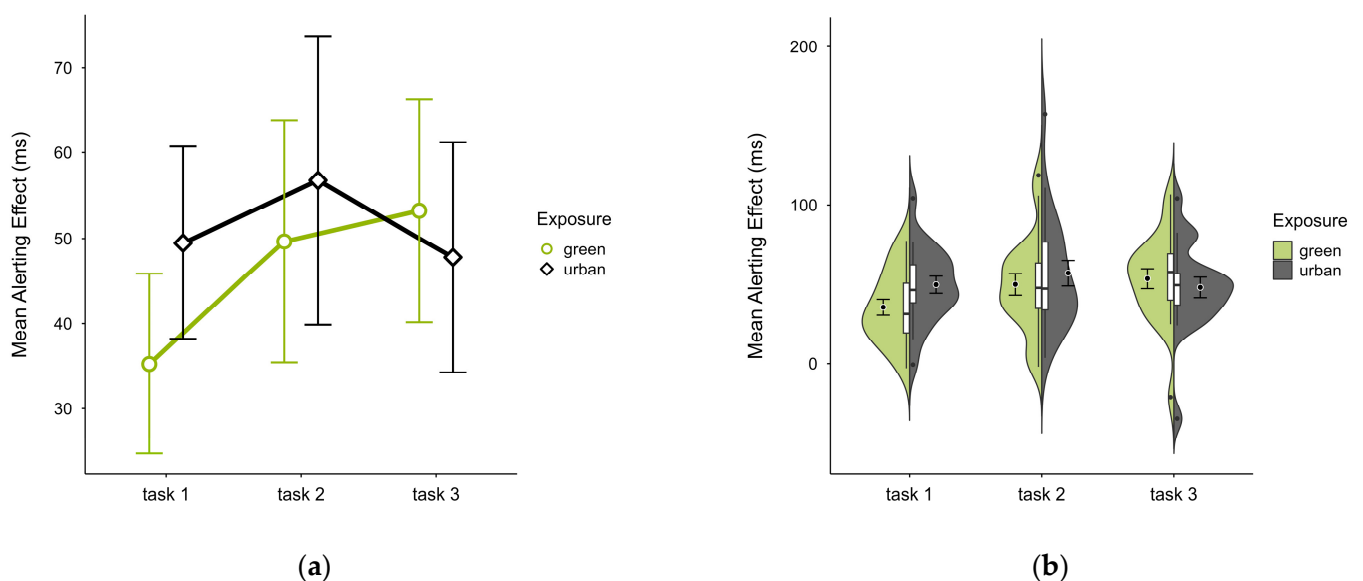 Mean Alerting Effect (ms)
70
60
50
40
30
task 1
task 2
task 3
Exposure
green
urban
(a)
Mean Alerting Effect (ms)
200
100
0
task 1
task 2
task 3
Exposure
green
urban
(b)